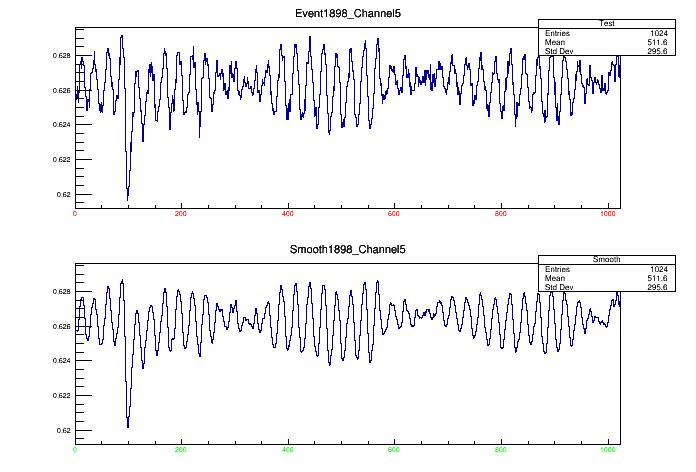 Event1898_Channel5
Test
Entries 1024
Mean 511.6
Std Dev 295.6
0.628
0.626
0.624
0.622
0.62
0 200 400 600 800 1000
Smooth1898_Channel5
Smooth
Entries 1024
Mean 511.6
Std Dev 295.6
0.628
0.626
0.624
0.622
0.62
0 200 400 600 800 1000